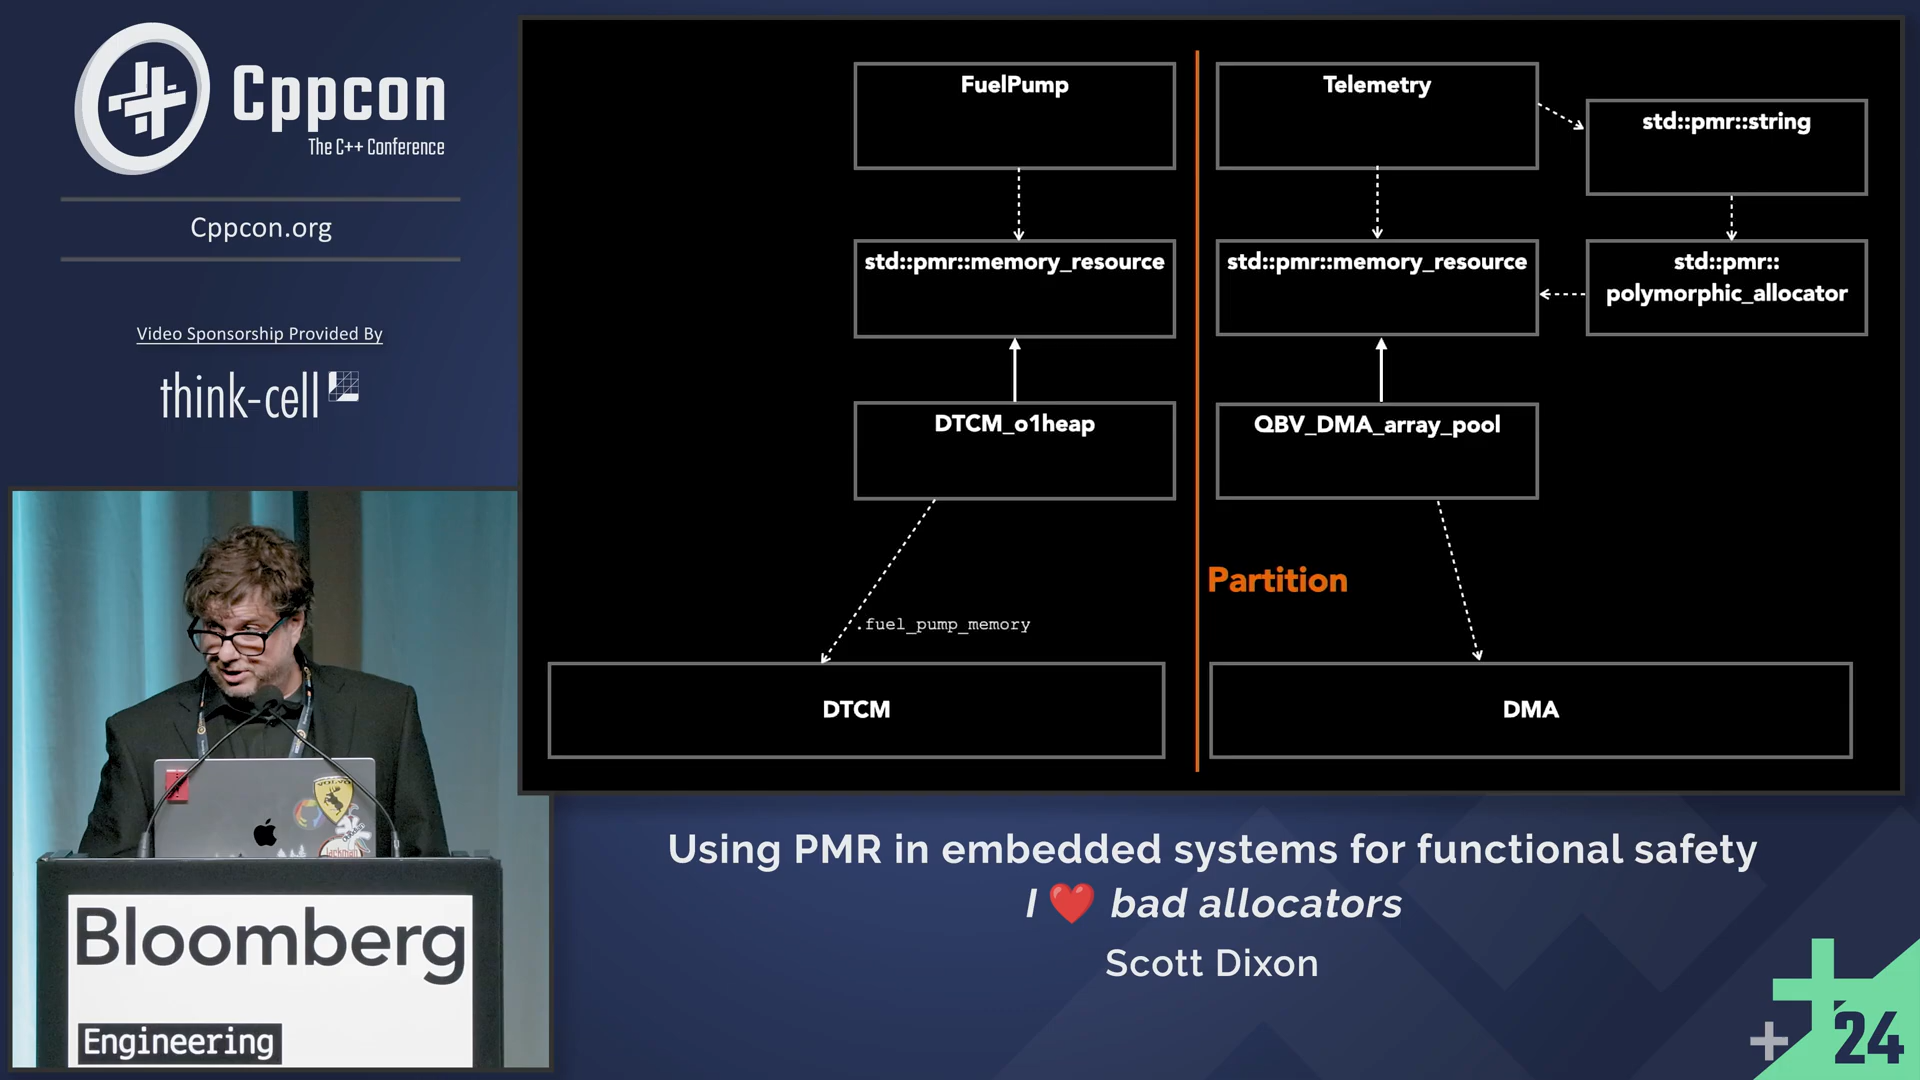 Cppcon
The C++ Conference
Cppcon.org
Video Sponsorship Provided By
think-cell
FuelPump
Telemetry
std::pmr::string
std::pmr::memory_resource
std::pmr::memory_resource
std::pmr::
polymorphic_allocator
DTCM_o1heap
QBV_DMA_array_pool
Partition
.fuel_pump_memory
DTCM
DMA
VOLVO
Bloomberg
Engineering
Using PMR in embedded systems for functional safety
I ❤️ bad allocators
Scott Dixon
24